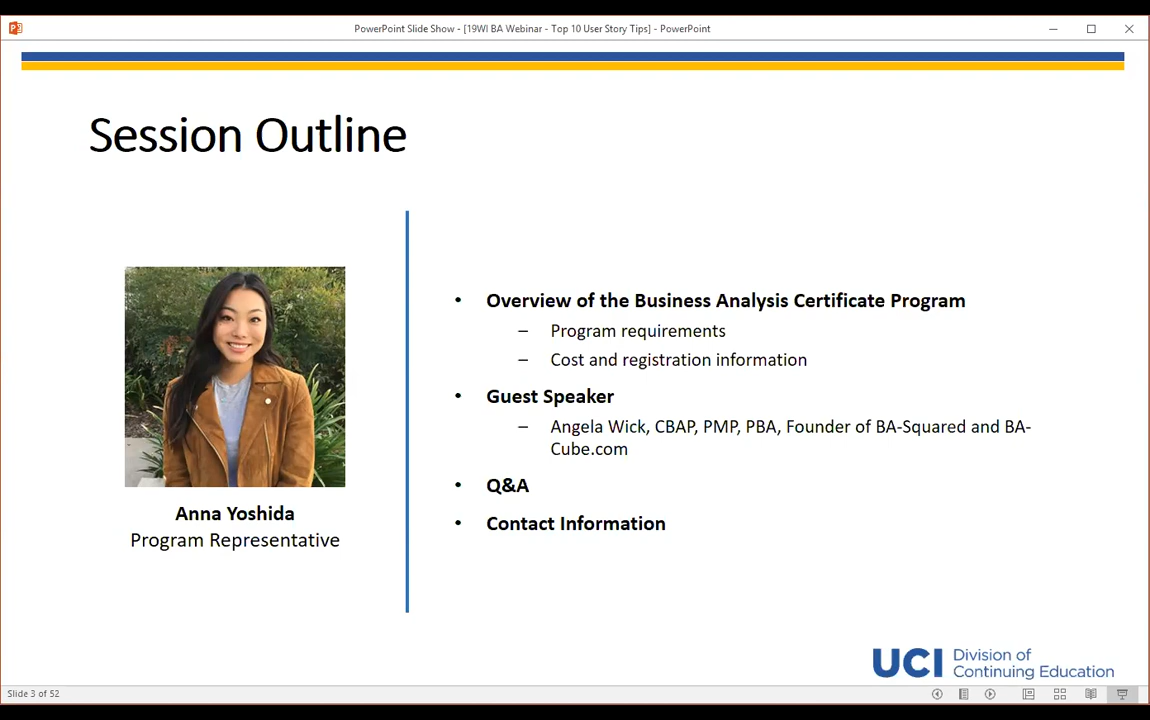 PowerPoint Slide Show - [19WI BA Webinar - Top 10 User Story Tips] - PowerPoint
Session Outline
Anna Yoshida
Program Representative
• Overview of the Business Analysis Certificate Program
– Program requirements
– Cost and registration information
• Guest Speaker
– Angela Wick, CBAP, PMP, PBA, Founder of BA-Squared and BA-
Cube.com
• Q&A
• Contact Information
UCI Division of
Continuing Education
Slide 3 of 52